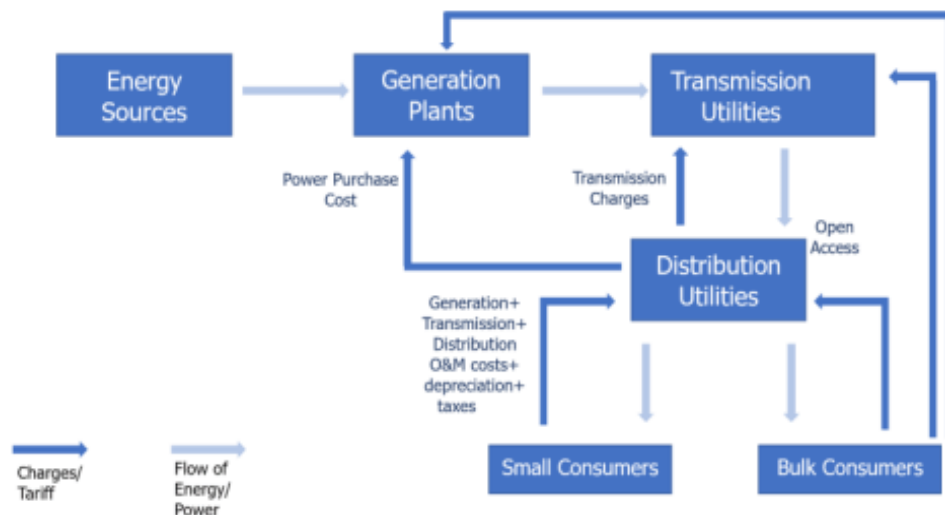 Energy
Sources
Generation
Plants
Transmission
Utilities
Power Purchase
Cost
Transmission
Charges
Open
Access
Distribution
Utilities
Generation+
Transmission+
Distribution
O&M costs+
depreciation+
taxes
Small Consumers
Bulk Consumers
Charges/
Tariff
Flow of
Energy/
Power